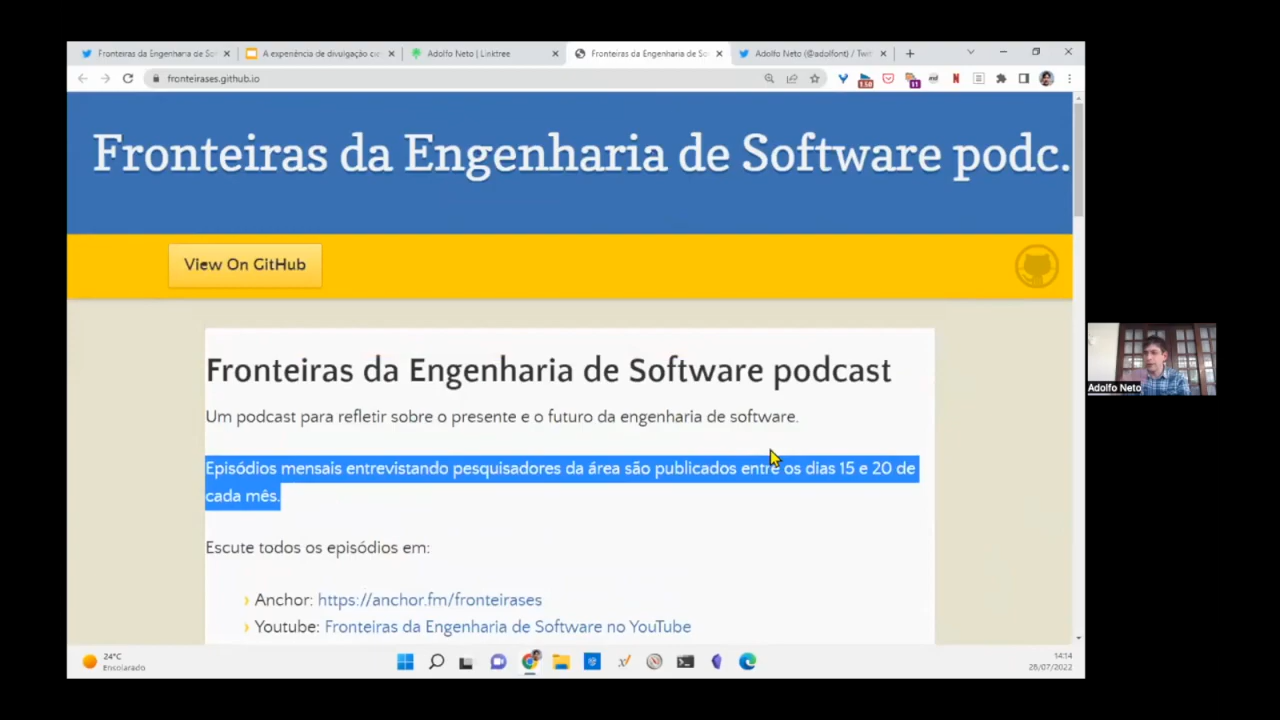 Fronteiras da Engenharia de So
A experiência de divulgação cie
Adolfo Neto | Linktree
Fronteiras da Engenharia de So
Adolfo Neto (@adolfont) / Twit
fronteirases.github.io
Fronteiras da Engenharia de Software podc.
View On GitHub
Fronteiras da Engenharia de Software podcast
Um podcast para refletir sobre o presente e o futuro da engenharia de software.
Episódios mensais entrevistando pesquisadores da área são publicados entre os dias 15 e 20 de
cada mês.
Escute todos os episódios em:
Anchor: https://anchor.fm/fronteirases
Youtube: Fronteiras da Engenharia de Software no YouTube
Adolfo Neto
24°C
Ensolarado
14:14
28/07/2022